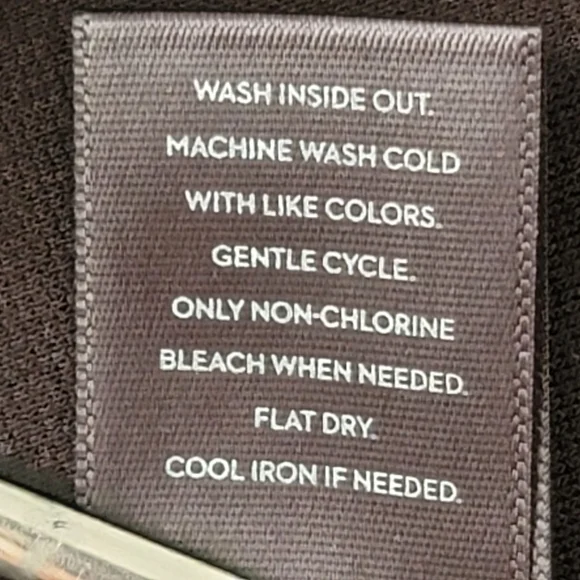 WASH INSIDE OUT.
MACHINE WASH COLD
WITH LIKE COLORS.
GENTLE CYCLE.
ONLY NON-CHLORINE
BLEACH WHEN NEEDED.
FLAT DRY.
COOL IRON IF NEEDED.